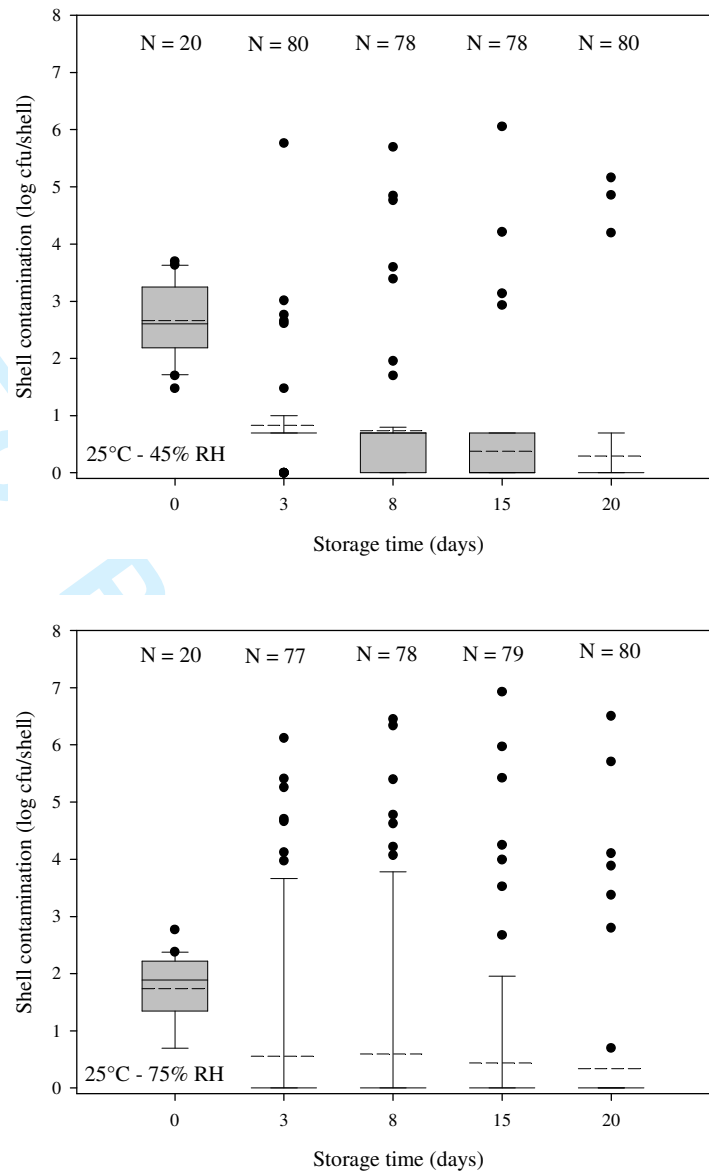 8
N = 20 N = 80 N = 78 N = 78 N = 80
7
6
5
4
3
2
1
0
Shell contamination (log cfu/shell)
25°C - 45% RH
0 3 8 15 20
Storage time (days)
8
N = 20 N = 77 N = 78 N = 79 N = 80
7
6
5
4
3
2
1
0
Shell contamination (log cfu/shell)
25°C - 75% RH
0 3 8 15 20
Storage time (days)